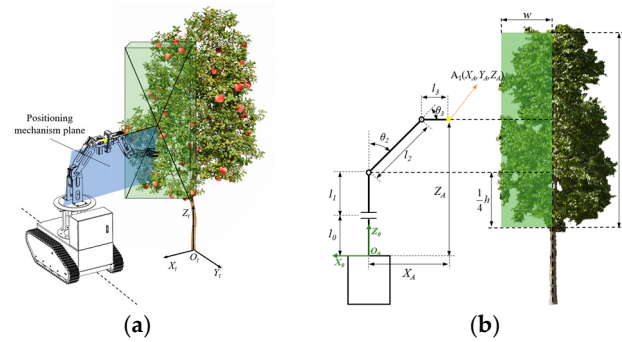 Positioning
mechanism plane
Z_t
O_t
X_t
Y_t
(a)
w
A_1(X_A,Y_A,Z_A)
l_3
θ_3
θ_2
l_2
l_1
Z_A
1/4 h
l_0
Z_0
X_0
X_A
(b)